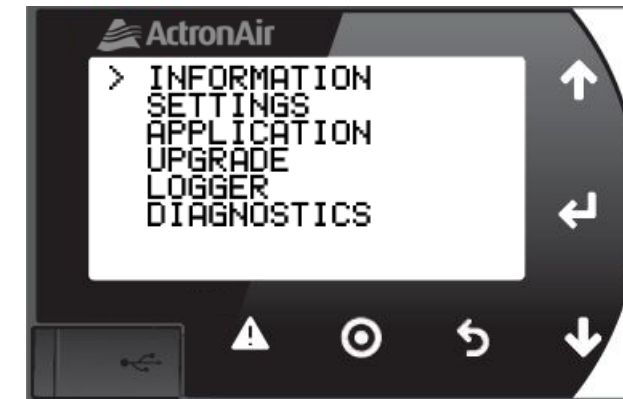 ActronAir
> INFORMATION
SETTINGS
APPLICATION
UPGRADE
LOGGER
DIAGNOSTICS